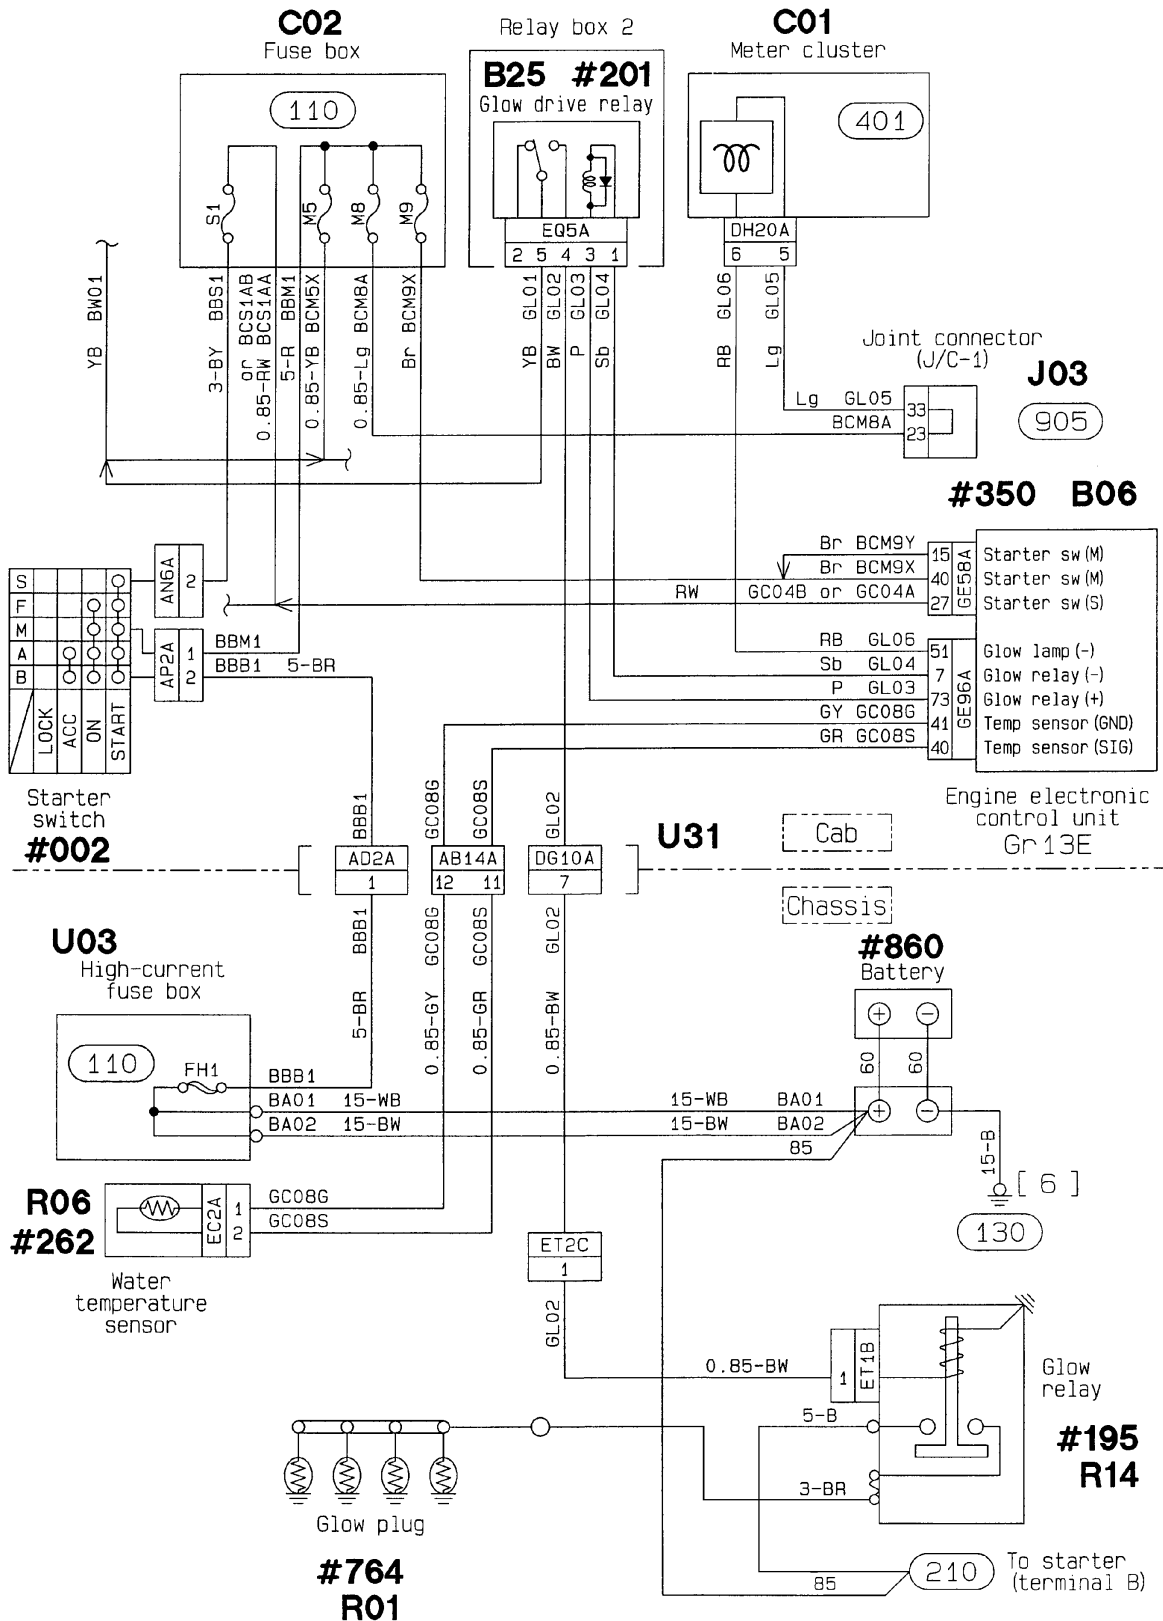 C02
Fuse box
Relay box 2
C01
Meter cluster
B25 #201
Glow drive relay
110
401
S1
M5
M8
M9
EQ5A
2 5 4 3 1
DH20A
6 5
YB BW01
3-BY BBS1
or BCS1AB
0.85-RW BCS1AA
5-R BBM1
0.85-YB BCM5X
0.85-Lg BCM8A
Br BCM9X
YB GL01
BW GL02
P GL03
Sb GL04
RB GL06
Lg GL05
Joint connector
(J/C-1)
J03
905
Lg GL05
33
BCM8A
23
#350 B06
Br BCM9Y
15
Starter sw(M)
Br BCM9X
40
Starter sw(M)
RW GC04B or GC04A
27
Starter sw(S)
GE58A
RB GL06
51
Glow lamp(-)
Sb GL04
7
Glow relay(-)
P GL03
73
Glow relay(+)
GY GC08G
41
Temp sensor(GND)
GR GC08S
40
Temp sensor(SIG)
GE96A
Engine electronic
control unit
Gr13E
S
F
M
A
B
LOCK
ACC
ON
START
AN6A
2
AP2A
1
2
BBM1
BBB1 5-BR
Starter
switch
#002
BBB1
GC08G
GC08S
GL02
AD2A
1
AB14A
12 11
DG10A
7
U31
Cab
Chassis
BBB1
GC08G
GC08S
GL02
5-BR
0.85-GY
0.85-GR
0.85-BW
U03
High-current
fuse box
110
FH1
BBB1
BA01 15-WB
BA02 15-BW
15-WB BA01
15-BW BA02
85
#860
Battery
+ -
60
60
+ -
15-B
[ 6 ]
130
R06
#262
EC2A
1
2
GC08G
GC08S
Water
temperature
sensor
ET2C
1
GL02
0.85-BW
1
ET1B
Glow
relay
#195
R14
5-B
3-BR
Glow plug
#764
R01
85
210
To starter
(terminal B)